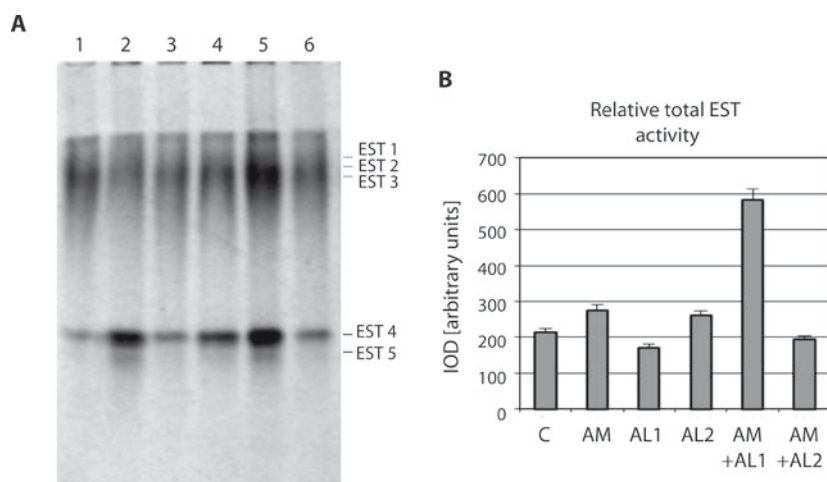 A
1 2 3 4 5 6
EST 1
EST 2
EST 3
EST 4
EST 5
B
Relative total EST
activity
700
600
500
400
300
200
100
0
IOD [arbitrary units]
C AM AL1 AL2 AM AM
+AL1 +AL2